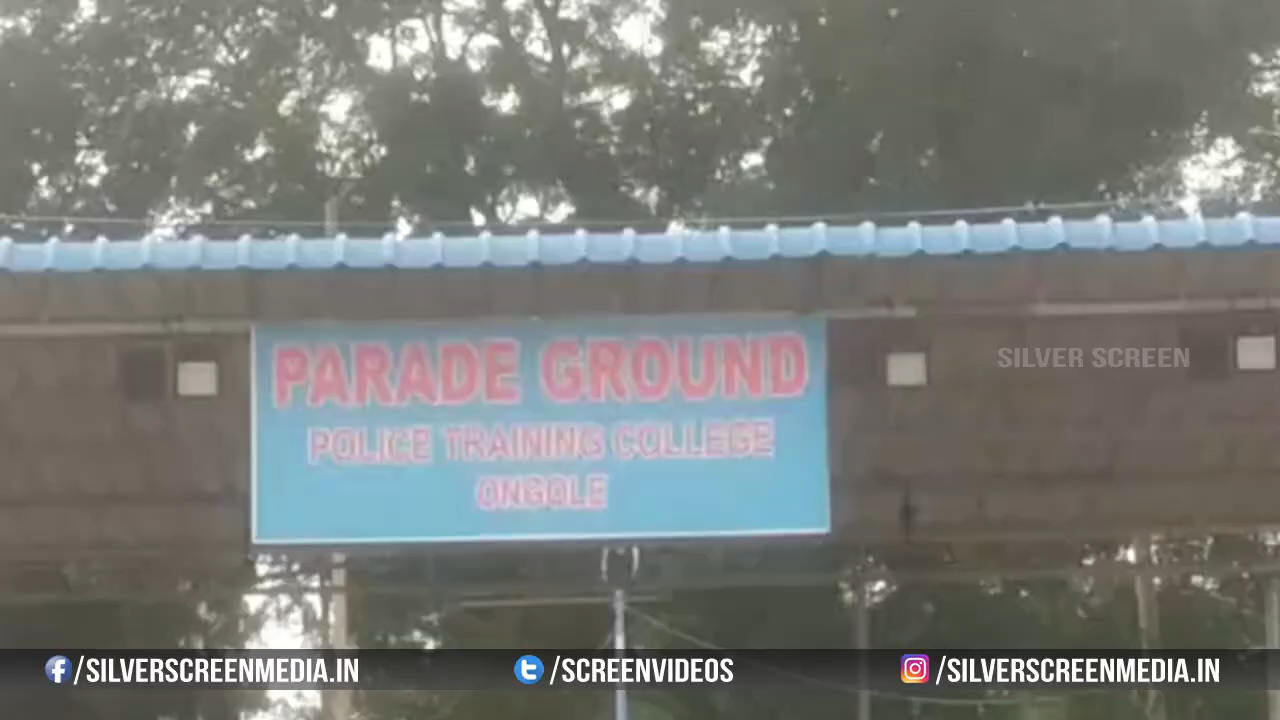 PARADE GROUND
POLICE TRAINING COLLEGE
ONGOLE
SILVER SCREEN
/SILVERSCREENMEDIA.IN
/SCREENVIDEOS
/SILVERSCREENMEDIA.IN